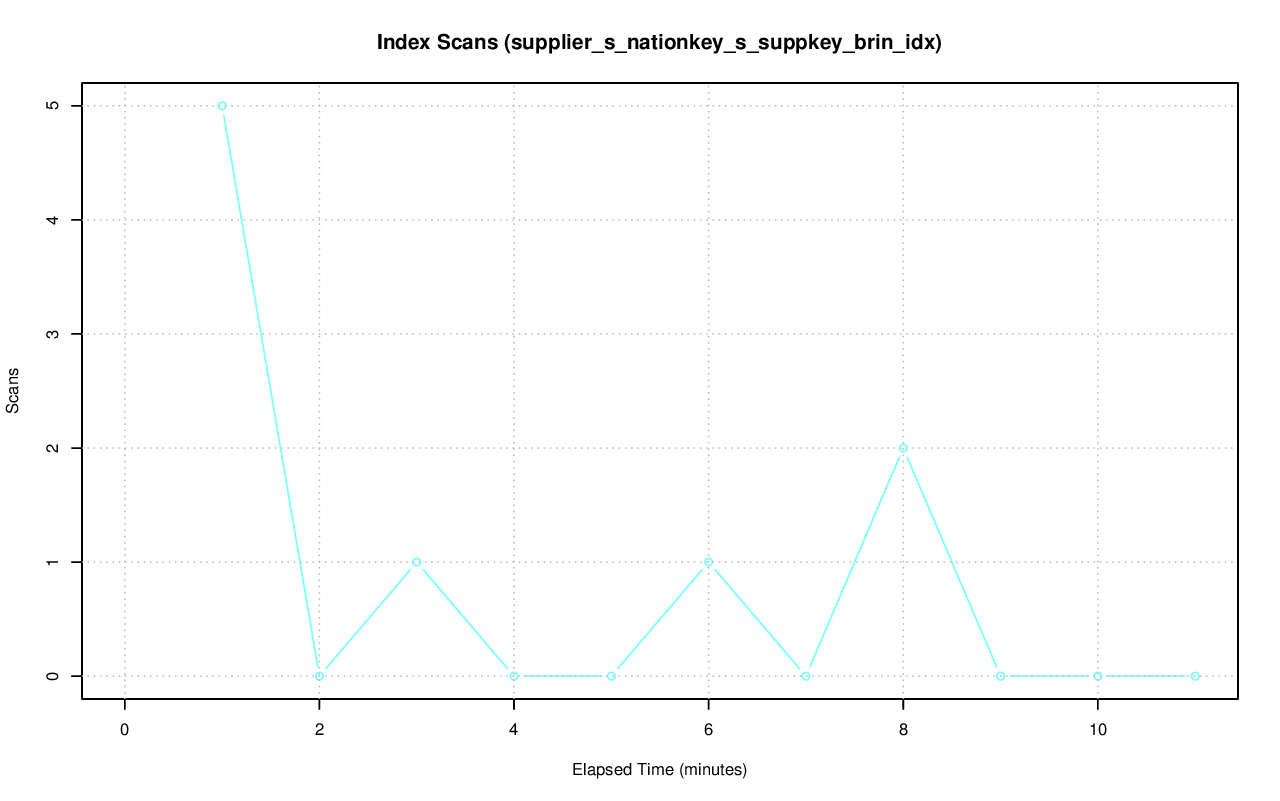 Index Scans (supplier_s_nationkey_s_suppkey_brin_idx)
5
4
3
2
1
0
Scans
0 2 4 6 8 10
Elapsed Time (minutes)